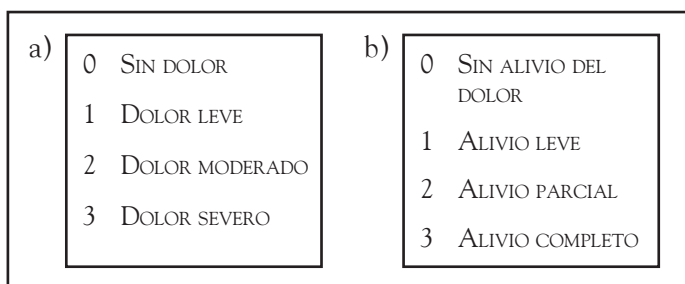 a)
0 Sin dolor
1 Dolor leve
2 Dolor moderado
3 Dolor severo
b)
0 Sin alivio del
dolor
1 Alivio leve
2 Alivio parcial
3 Alivio completo